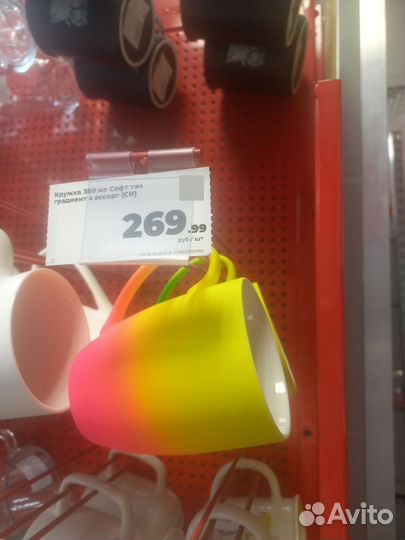 Кружка 380 мл Софт тач
градиент в ассорт (СИ)
269.99
руб / шт
Avito